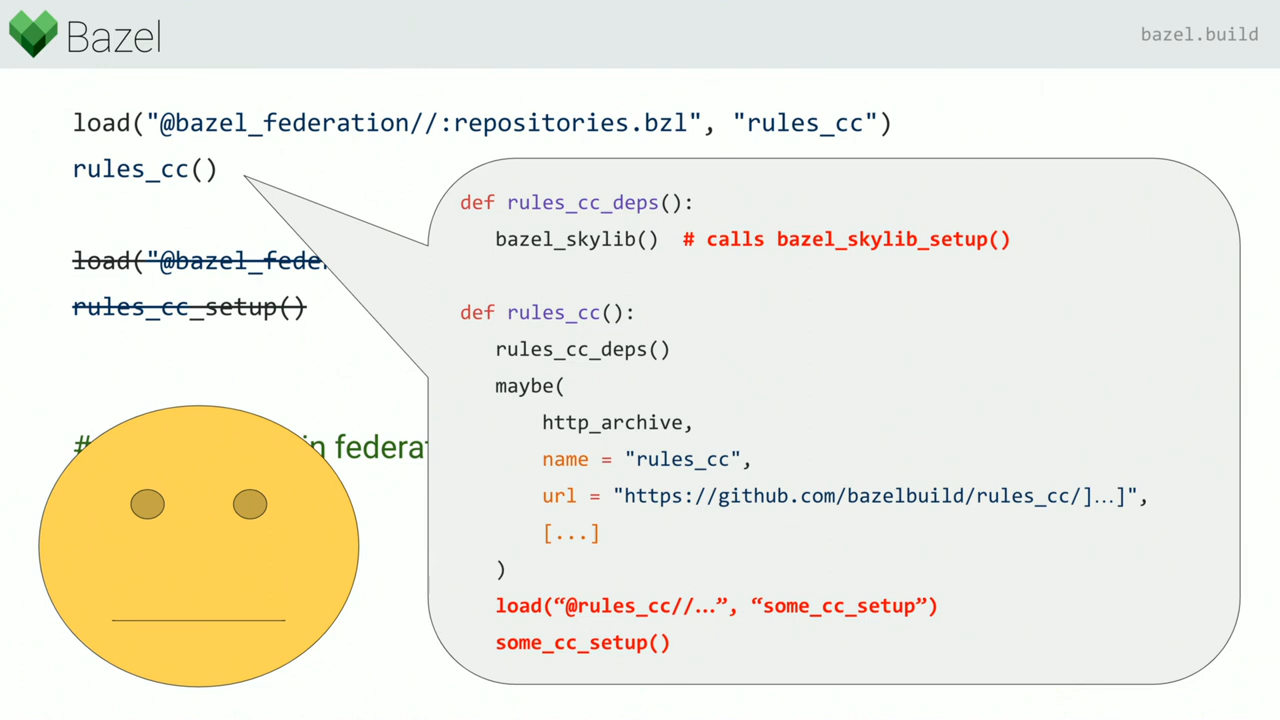 Bazel
bazel.build
load("@bazel_federation//:repositories.bzl", "rules_cc")
rules_cc()
load("@bazel_feder
rules_cc_setup()
# in federat
def rules_cc_deps():
bazel_skylib() # calls bazel_skylib_setup()
def rules_cc():
rules_cc_deps()
maybe(
http_archive,
name = "rules_cc",
url = "https://github.com/bazelbuild/rules_cc/]…]",
[...]
)
load(“@rules_cc//…”, “some_cc_setup”)
some_cc_setup()